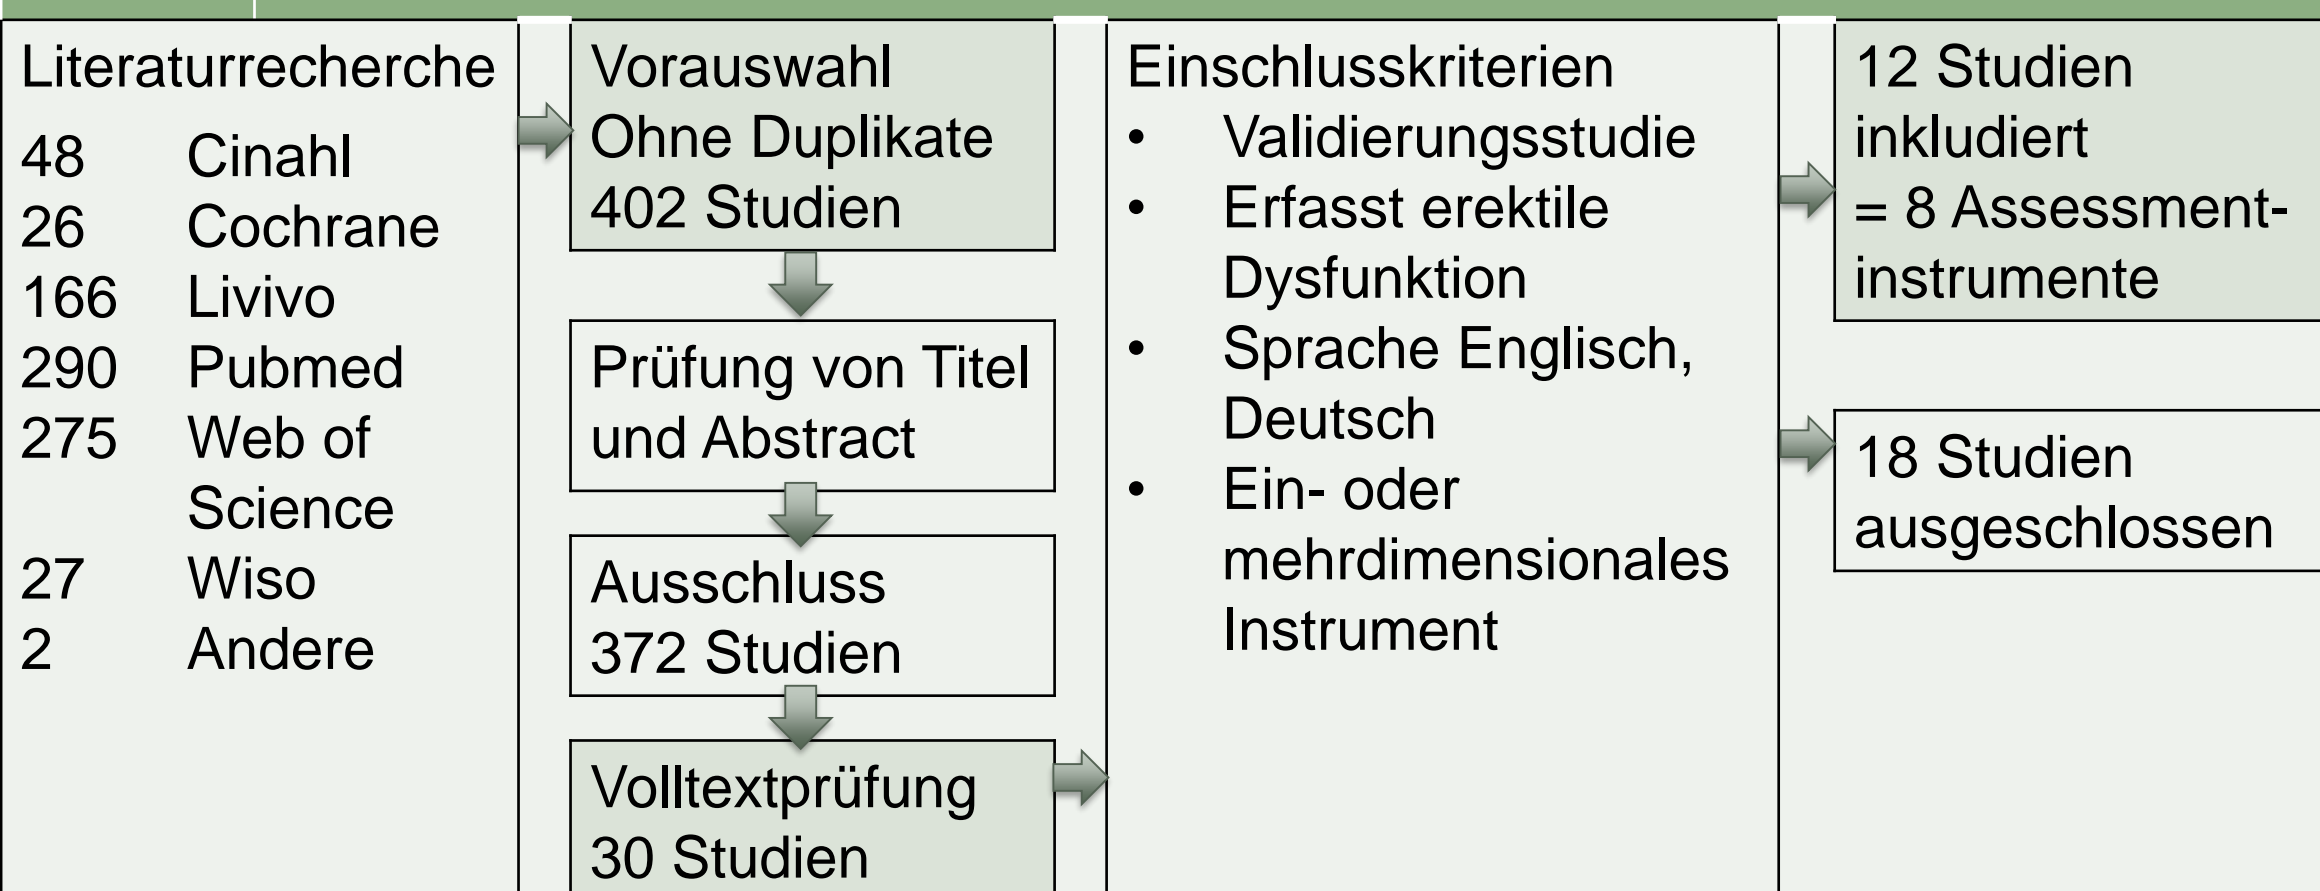 Literaturrecherche
48 Cinahl
26 Cochrane
166 Livivo
290 Pubmed
275 Web of
Science
27 Wiso
2 Andere
Vorauswahl
Ohne Duplikate
402 Studien
Prüfung von Titel
und Abstract
Ausschluss
372 Studien
Volltextprüfung
30 Studien
Einschlusskriterien
• Validierungsstudie
• Erfasst erektile
Dysfunktion
• Sprache Englisch,
Deutsch
• Ein- oder
mehrdimensionales
Instrument
12 Studien
inkludiert
= 8 Assessment-
instrumente
18 Studien
ausgeschlossen